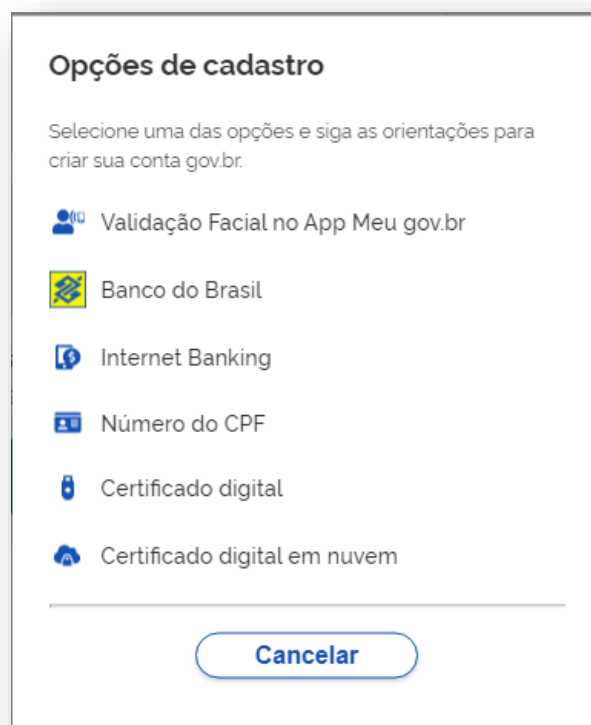 Opções de cadastro
Selecione uma das opções e siga as orientações para
criar sua conta gov.br.
Validação Facial no App Meu gov.br
Banco do Brasil
Internet Banking
Número do CPF
Certificado digital
Certificado digital em nuvem
Cancelar